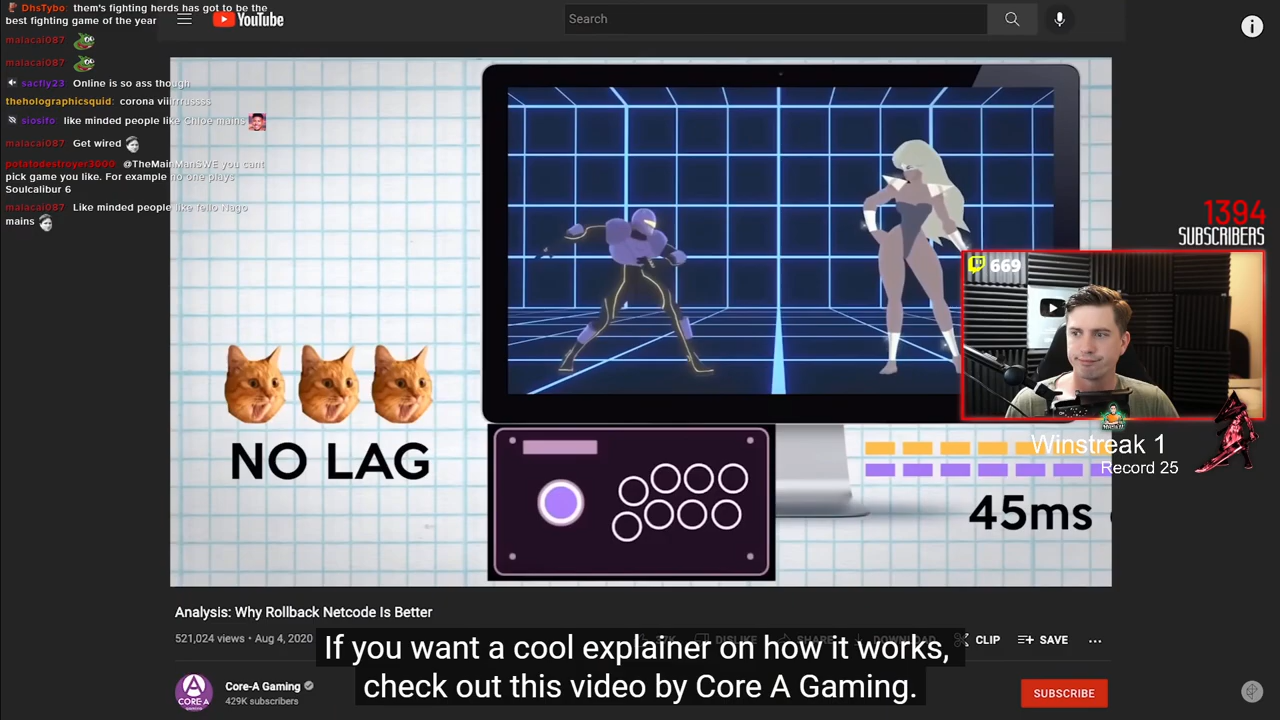 DhsTybo: them's fighting herds has got to be the
best fighting game of the year
malacai087
malacai087
sacfly23 Online is so ass though
theholographicsquid: corona viiirrrussss
siosifo: like minded people like Chloe mains
malacai087 Get wired
potatodestroyer3000: @TheMainManSWE you cant
pick game you like. For example no one plays
Soulcalibur 6
malacai087 Like minded people like fello Nago
mains
YouTube
Search
1394
SUBSCRIBERS
669
NO LAG
Winstreak 1
Record 25
45ms
Analysis: Why Rollback Netcode Is Better
521,024 views • Aug 4, 2020
DISLIKE
SHARE
DOWNLOAD
CLIP
SAVE
If you want a cool explainer on how it works,
check out this video by Core A Gaming.
CORE-A
Core-A Gaming
429K subscribers
SUBSCRIBE